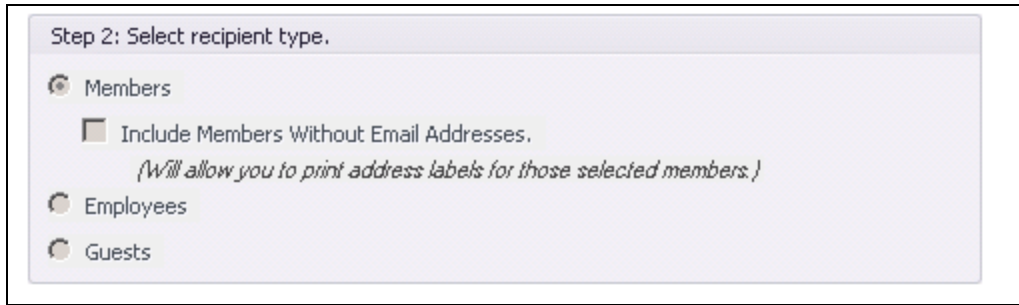 Step 2: Select recipient type.
Members
Include Members Without Email Addresses.
(Will allow you to print address labels for those selected members.)
Employees
Guests